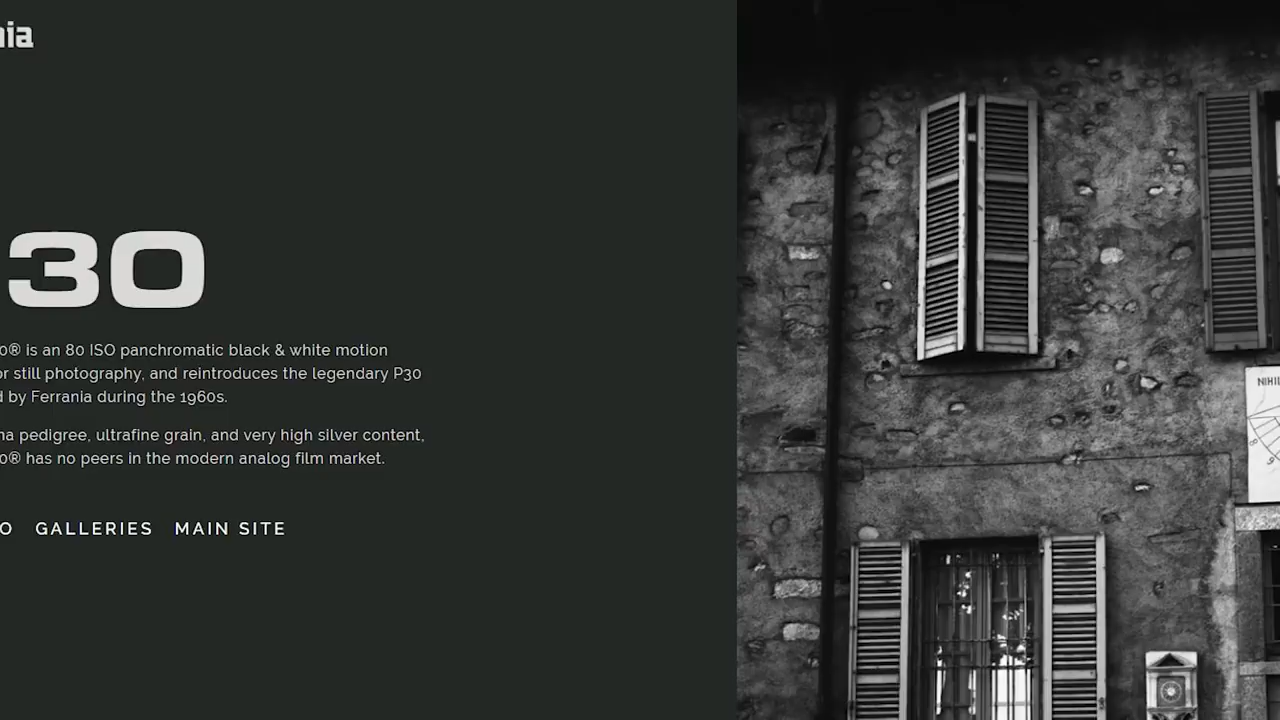 nia
30
0® is an 80 ISO panchromatic black & white motion
or still photography, and reintroduces the legendary P30
d by Ferrania during the 1960s.
ma pedigree, ultrafine grain, and very high silver content,
0® has no peers in the modern analog film market.
O GALLERIES MAIN SITE
NIHIL